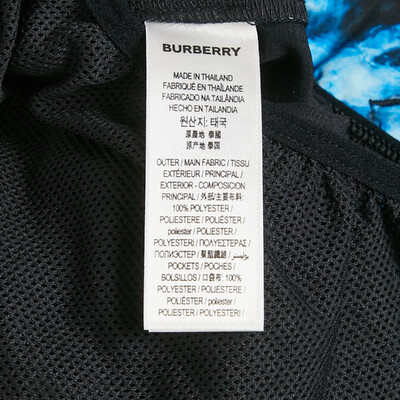 BURBERRY
MADE IN THAILAND
FABRIQUÉ EN THAÏLANDE
FABRICADO NA TAILÂNDIA
HECHO EN TAILANDIA
원산지: 태국
原產地 泰國
原产地 泰国
OUTER / MAIN FABRIC / TISSU
EXTÉRIEUR / PRINCIPAL /
EXTERIOR - COMPOSICION
PRINCIPAL / 外部/主要布料:
100% POLYESTER /
POLIESTERE / POLIÉSTER /
poliester / POLIESTER /
POLYESTERI / ΠΟΛΥΕΣΤΕΡΑΣ /
ПОЛИЭСТЕР / 聚酯纖維 / بوليستر /
POCKETS / POCHES /
BOLSILLOS / 口袋布: 100%
POLYESTER / POLIESTERE /
POLIÉSTER / poliester /
POLIESTER / POLYESTERI /